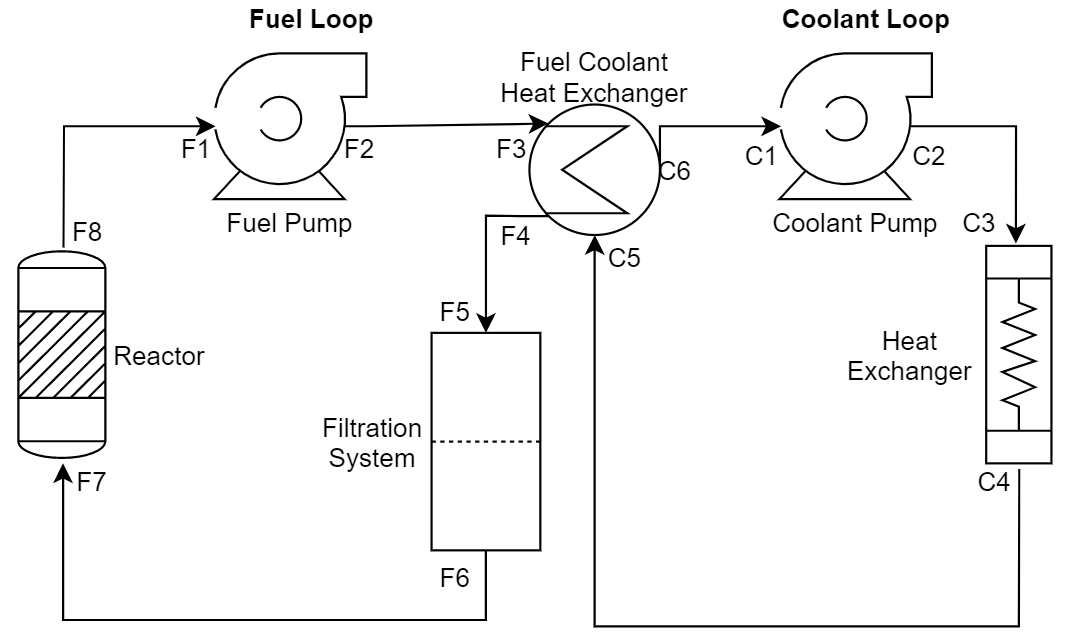 Fuel Loop
Coolant Loop
Fuel Coolant
Heat Exchanger
F1
F2
F3
C6
C1
C2
Fuel Pump
Coolant Pump
F8
F4
C5
C3
F5
Reactor
Heat
Exchanger
Filtration
System
F7
C4
F6